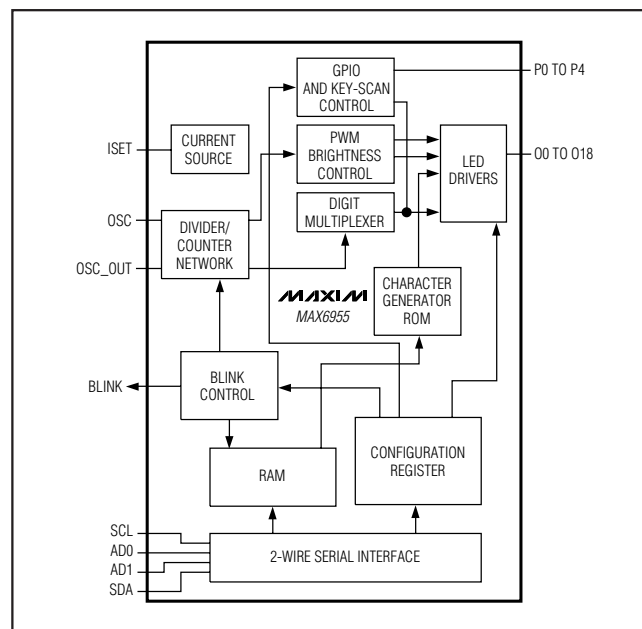 GPIO
AND KEY-SCAN
CONTROL
P0 TO P4
ISET
CURRENT
SOURCE
PWM
BRIGHTNESS
CONTROL
LED
DRIVERS
O0 TO O18
OSC
OSC_OUT
DIVIDER/
COUNTER
NETWORK
DIGIT
MULTIPLEXER
MAXIM
MAX6955
CHARACTER
GENERATOR
ROM
BLINK
BLINK
CONTROL
RAM
CONFIGURATION
REGISTER
SCL
AD0
AD1
SDA
2-WIRE SERIAL INTERFACE